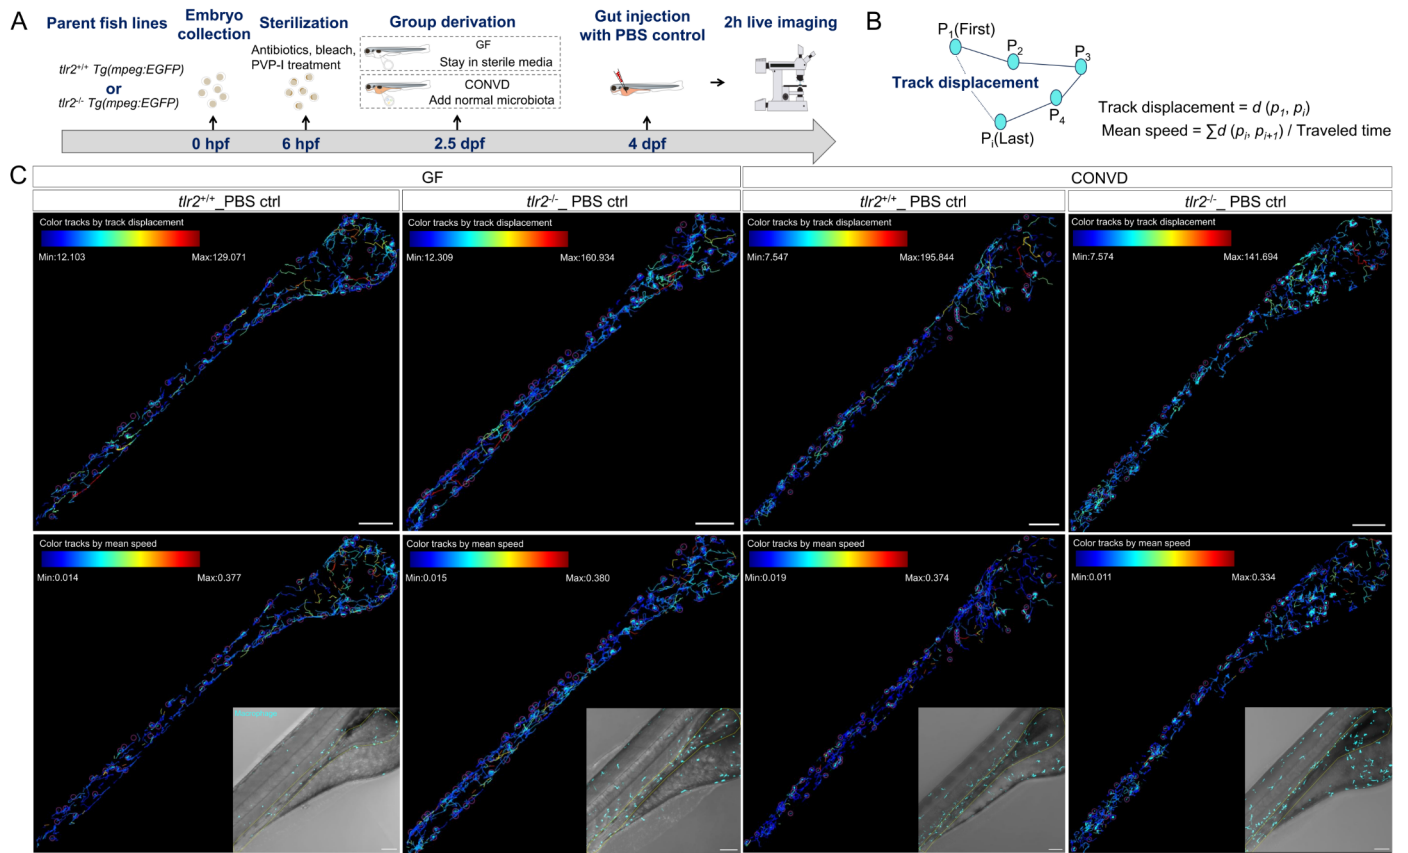 A
Parent fish lines
tlr2+/+ Tg(mpeg:EGFP)
or
tlr2-/- Tg(mpeg:EGFP)
Embryo
collection
Sterilization
Antibiotics, bleach,
PVP-I treatment
Group derivation
GF
Stay in sterile media
CONVD
Add normal microbiota
Gut injection
with PBS control
2h live imaging
0 hpf
6 hpf
2.5 dpf
4 dpf
B
P1(First)
P2
P3
P4
Pi(Last)
Track displacement
Track displacement = d (p1, pi)
Mean speed = ∑d (pi, pi+1) / Traveled time
C
GF
CONVD
tlr2+/+_PBS ctrl
tlr2-/-_ PBS ctrl
tlr2+/+_ PBS ctrl
tlr2-/-_ PBS ctrl
Color tracks by track displacement
Min:12.103
Max:129.071
Color tracks by track displacement
Min:12.309
Max:160.934
Color tracks by track displacement
Min:7.547
Max:195.844
Color tracks by track displacement
Min:7.574
Max:141.694
Color tracks by mean speed
Min:0.014
Max:0.377
Color tracks by mean speed
Min:0.015
Max:0.380
Color tracks by mean speed
Min:0.019
Max:0.374
Color tracks by mean speed
Min:0.011
Max:0.334